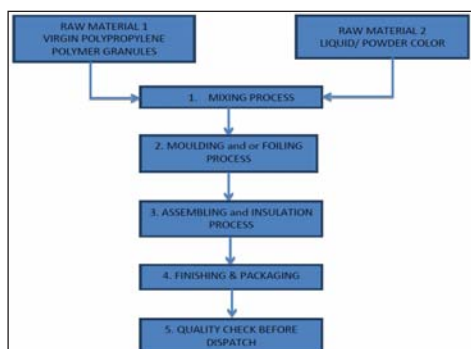 RAW MATERIAL 1
VIRGIN POLYPROPYLENE
POLYMER GRANULES
RAW MATERIAL 2
LIQUID/ POWDER COLOR
1. MIXING PROCESS
2. MOULDING and or FOILING
PROCESS
3. ASSEMBLING and INSULATION
PROCESS
4. FINISHING & PACKAGING
5. QUALITY CHECK BEFORE
DISPATCH